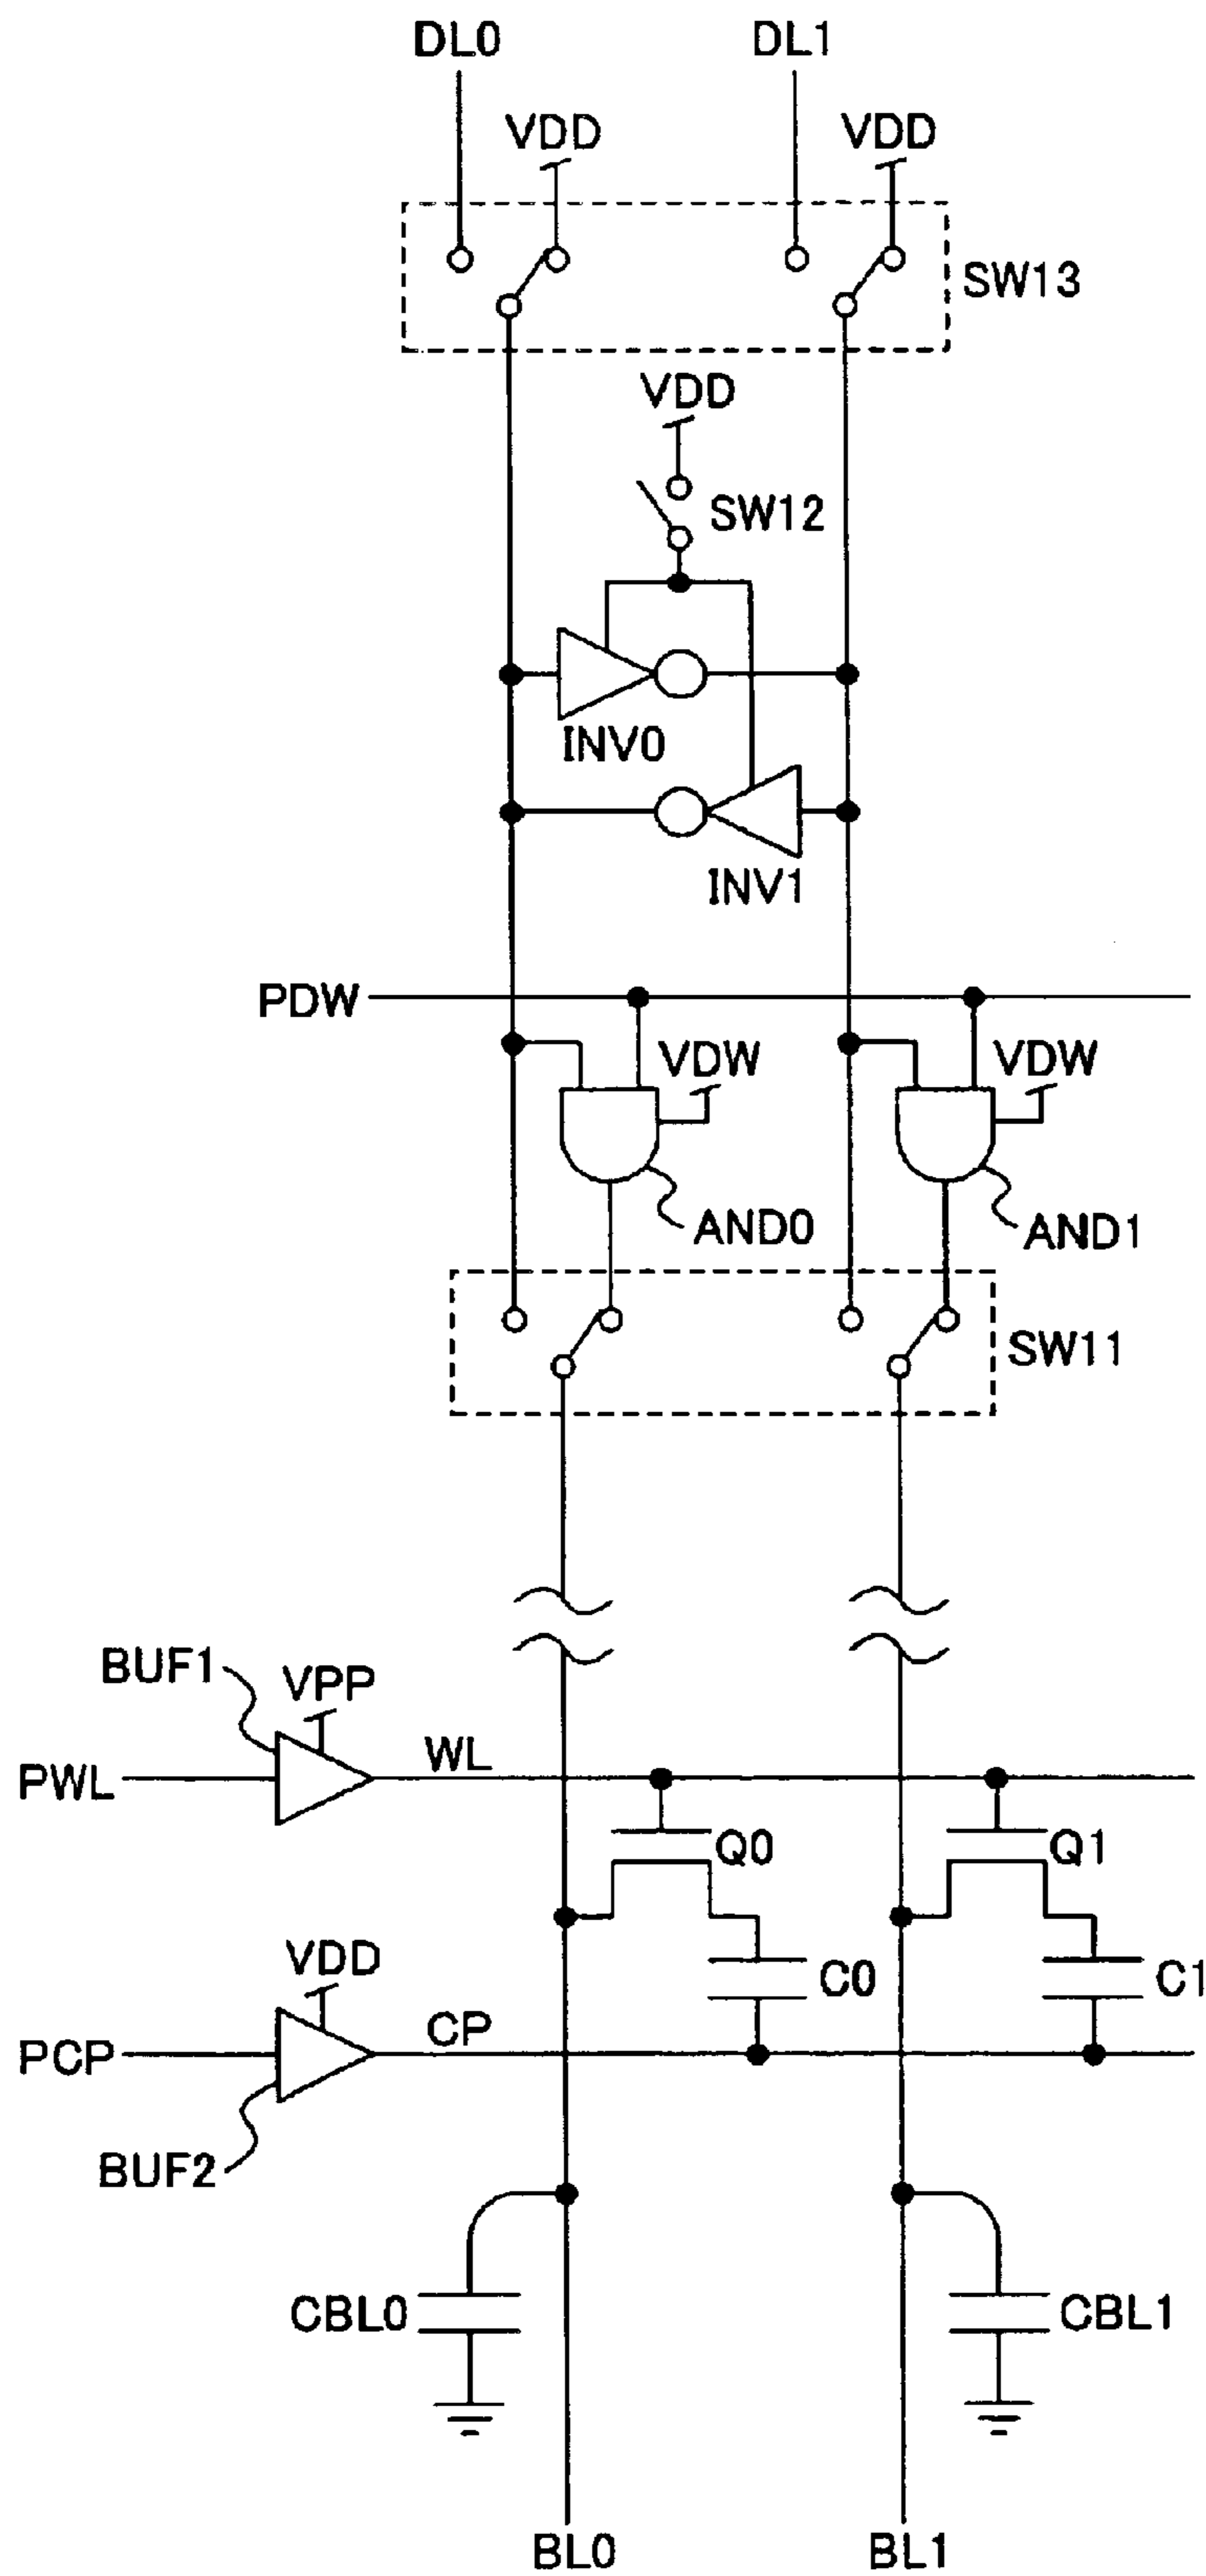 DL0 DL1
VDD VDD
SW13
VDD
SW12
INV0
INV1
PDW
VDW VDW
AND0 AND1
SW11
BUF1
VPP
WL
PWL
Q0 Q1
VDD
C0 C1
CP
PCP
BUF2
CBL0 CBL1
BL0 BL1